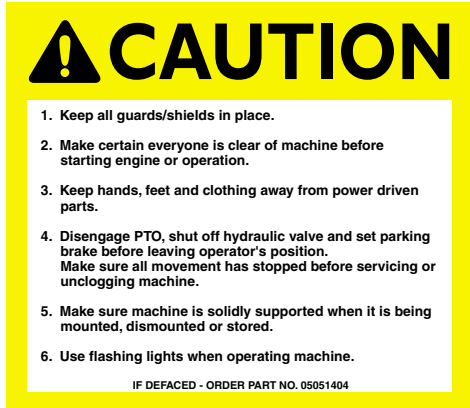 CAUTION
1. Keep all guards/shields in place.
2. Make certain everyone is clear of machine before
starting engine or operation.
3. Keep hands, feet and clothing away from power driven
parts.
4. Disengage PTO, shut off hydraulic valve and set parking
brake before leaving operator's position.
Make sure all movement has stopped before servicing or
unclogging machine.
5. Make sure machine is solidly supported when it is being
mounted, dismounted or stored.
6. Use flashing lights when operating machine.
IF DEFACED - ORDER PART NO. 05051404